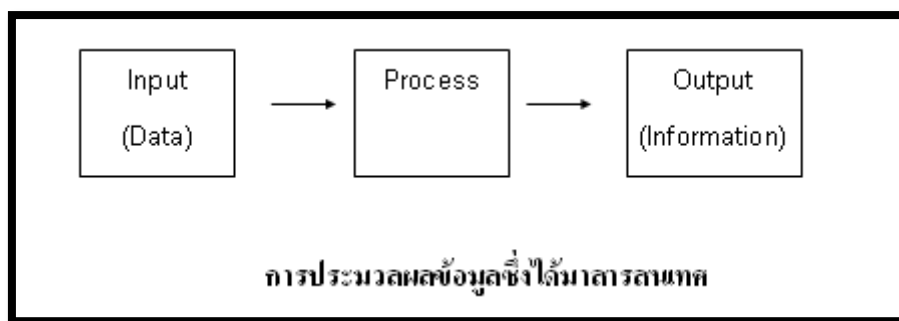 Input
(Data)
Process
Output
(Information)
การประมวลผลข้อมูลซึ่งได้มาสารสนเทศ